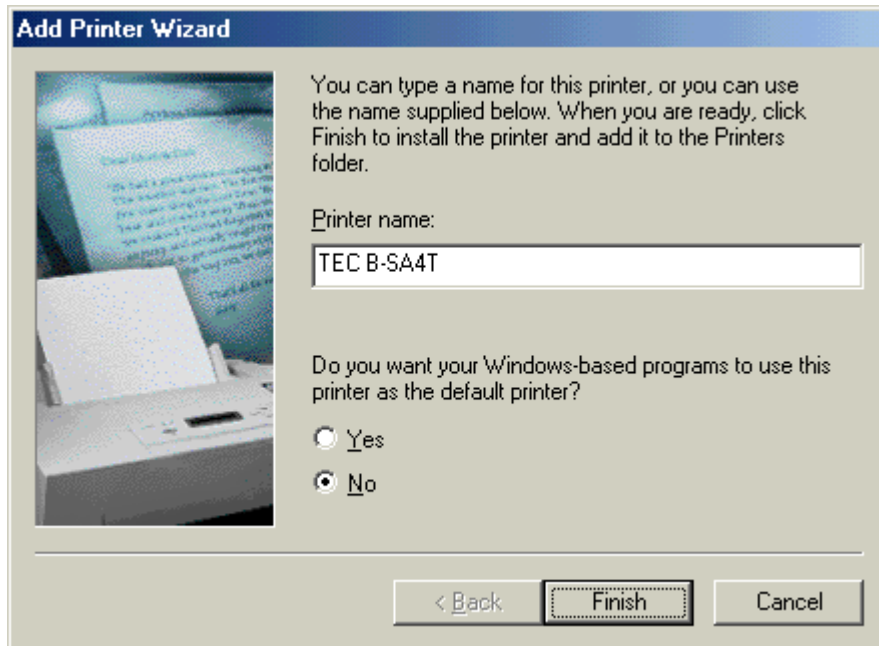 Add Printer Wizard
You can type a name for this printer, or you can use
the name supplied below. When you are ready, click
Finish to install the printer and add it to the Printers
folder.
Printer name:
TEC B-SA4T
Do you want your Windows-based programs to use this
printer as the default printer?
Yes
No
< Back
Finish
Cancel